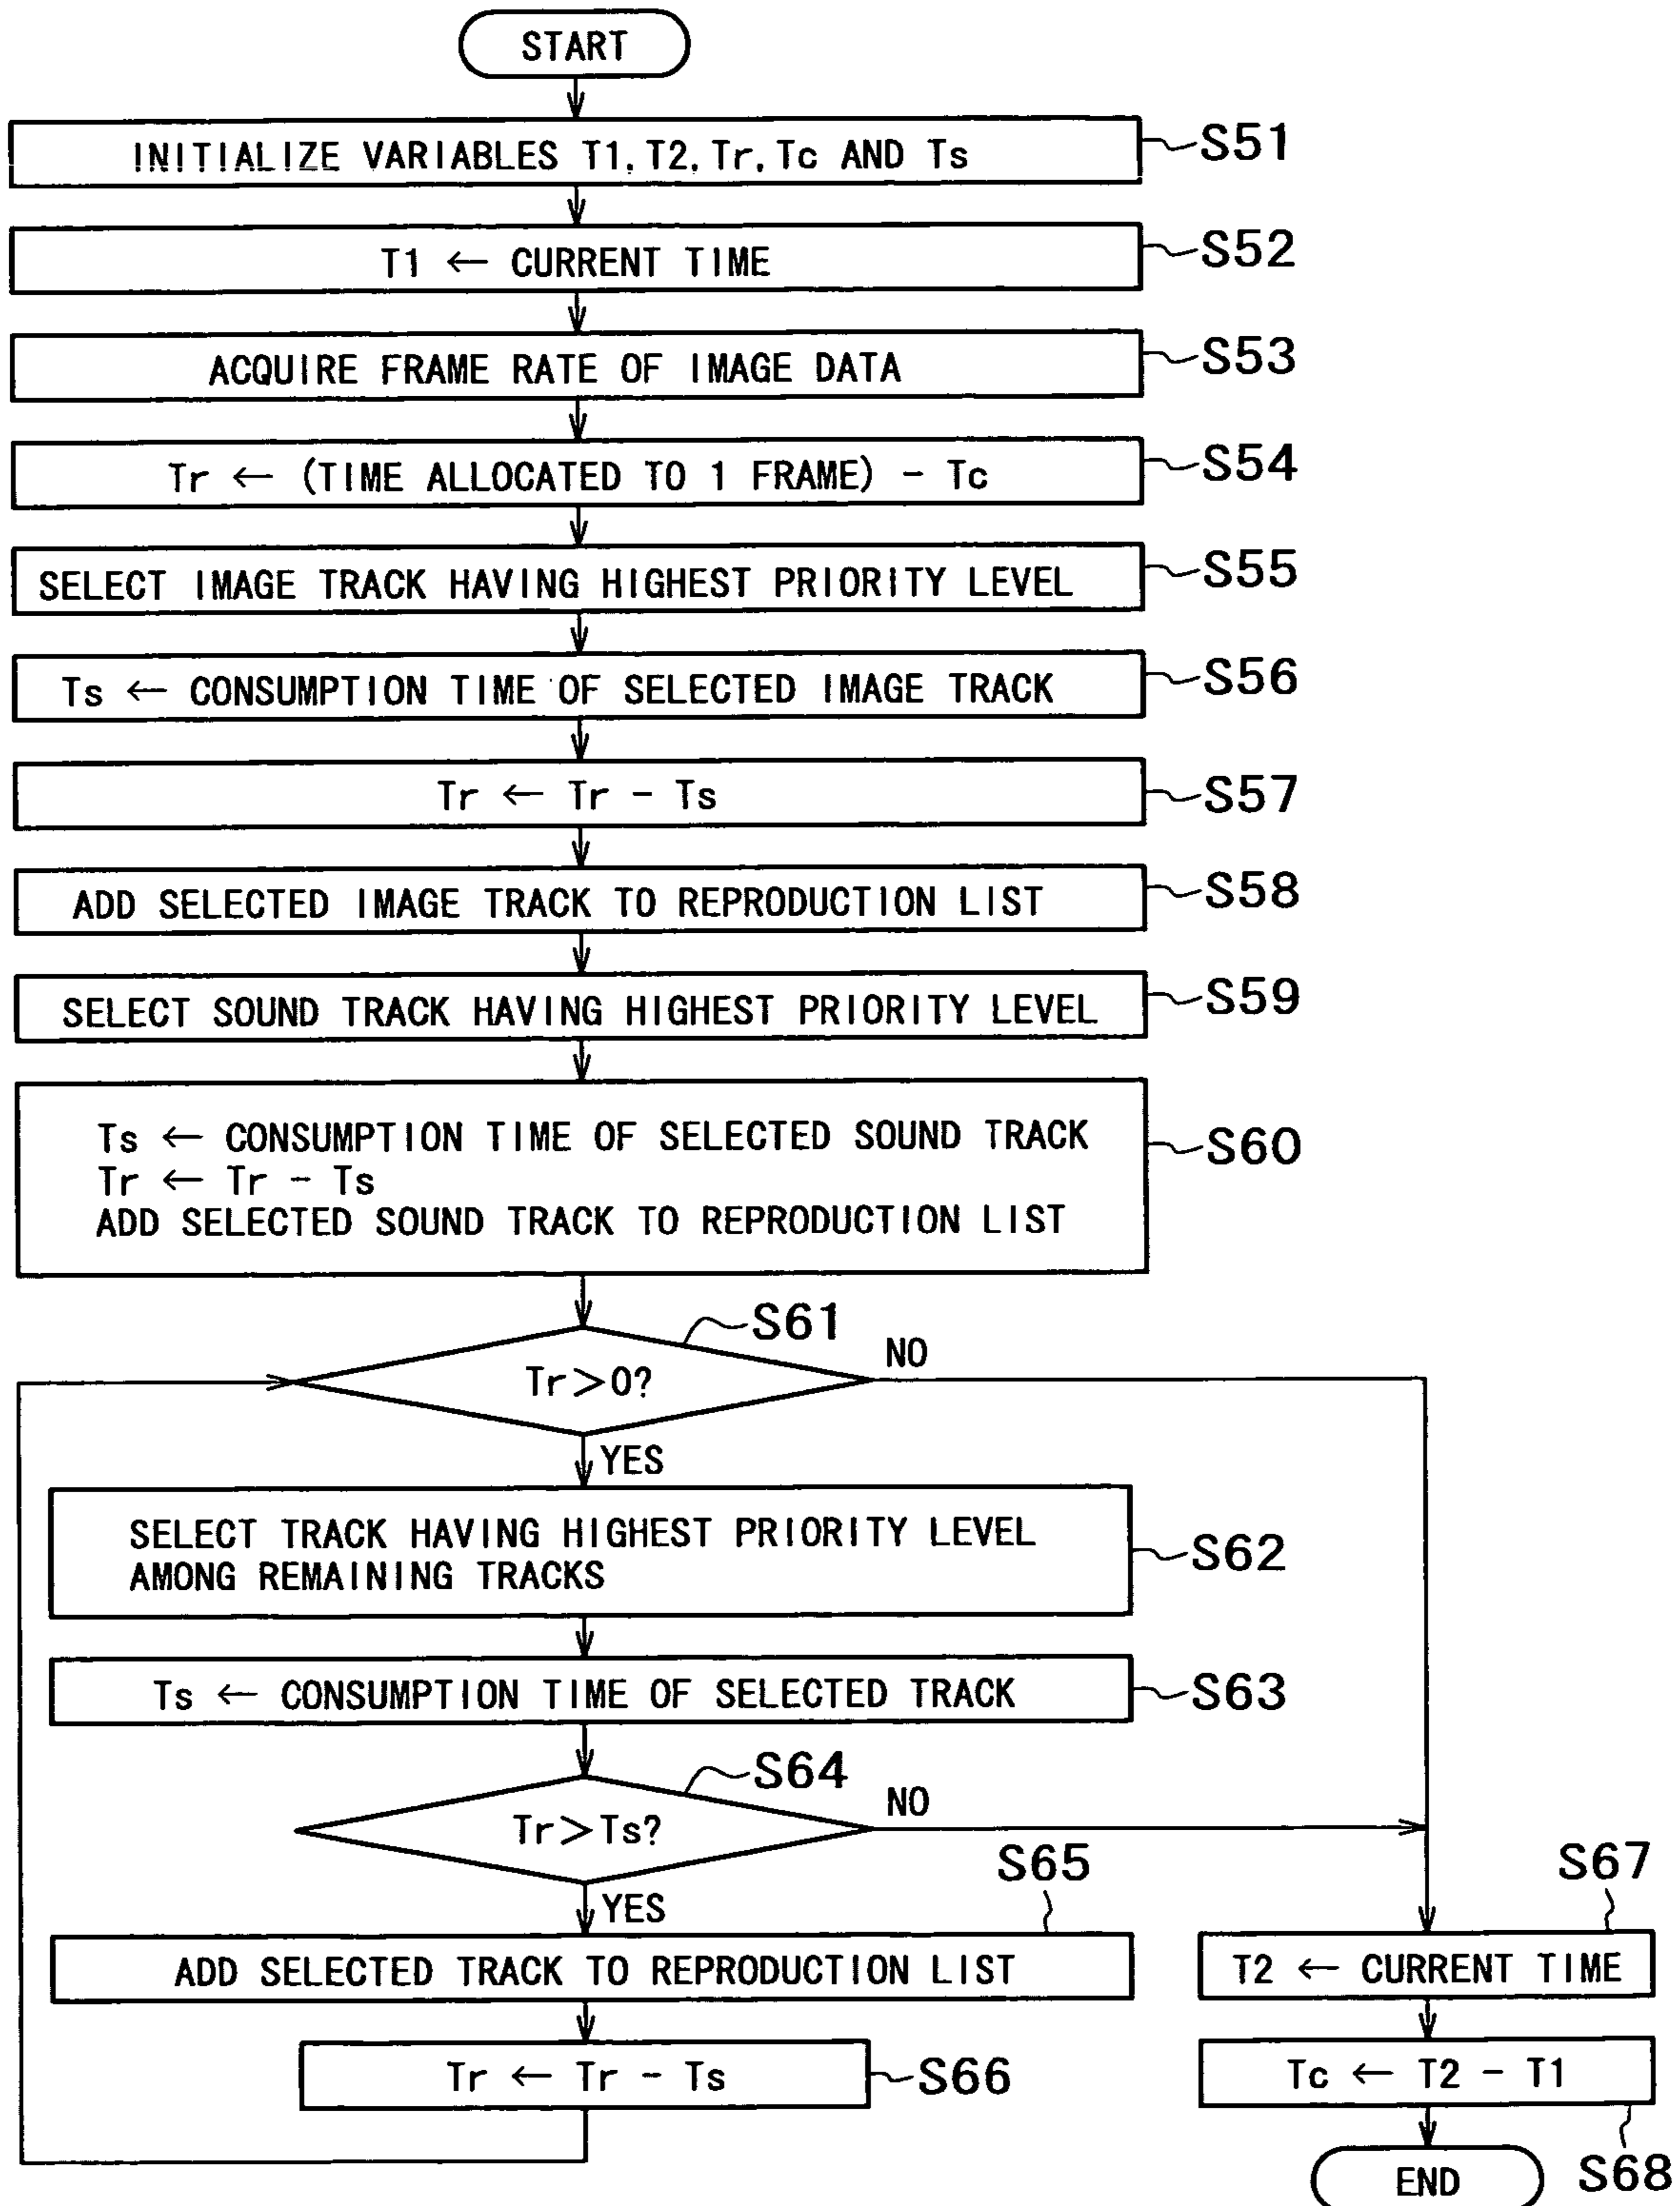 START
INITIALIZE VARIABLES T1, T2, Tr, Tc AND Ts
S51
T1 ← CURRENT TIME
S52
ACQUIRE FRAME RATE OF IMAGE DATA
S53
Tr ← (TIME ALLOCATED TO 1 FRAME) - Tc
S54
SELECT IMAGE TRACK HAVING HIGHEST PRIORITY LEVEL
S55
Ts ← CONSUMPTION TIME OF SELECTED IMAGE TRACK
S56
Tr ← Tr - Ts
S57
ADD SELECTED IMAGE TRACK TO REPRODUCTION LIST
S58
SELECT SOUND TRACK HAVING HIGHEST PRIORITY LEVEL
S59
Ts ← CONSUMPTION TIME OF SELECTED SOUND TRACK
Tr ← Tr - Ts
ADD SELECTED SOUND TRACK TO REPRODUCTION LIST
S60
S61
Tr>0?
NO
YES
SELECT TRACK HAVING HIGHEST PRIORITY LEVEL
AMONG REMAINING TRACKS
S62
Ts ← CONSUMPTION TIME OF SELECTED TRACK
S63
S64
Tr>Ts?
NO
YES
S65
ADD SELECTED TRACK TO REPRODUCTION LIST
Tr ← Tr - Ts
S66
S67
T2 ← CURRENT TIME
Tc ← T2 - T1
S68
END